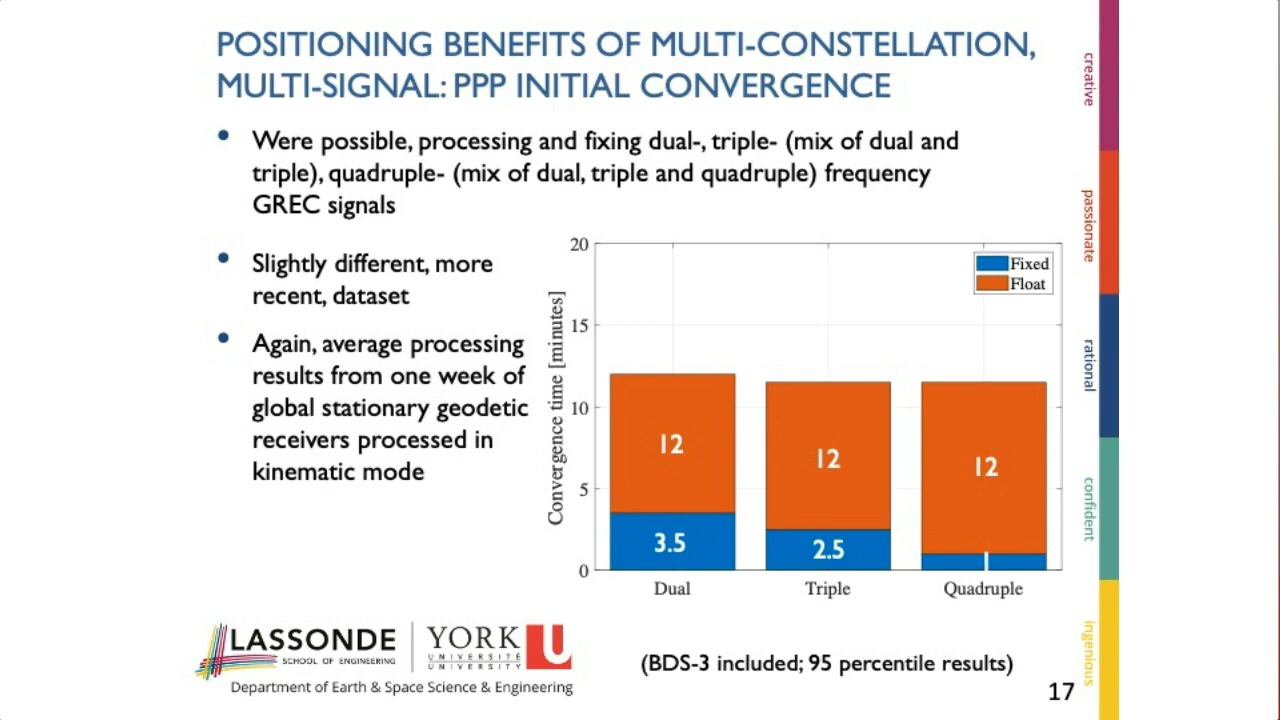 POSITIONING BENEFITS OF MULTI-CONSTELLATION,
MULTI-SIGNAL: PPP INITIAL CONVERGENCE
• Were possible, processing and fixing dual-, triple- (mix of dual and
triple), quadruple- (mix of dual, triple and quadruple) frequency
GREC signals
• Slightly different, more
recent, dataset
• Again, average processing
results from one week of
global stationary geodetic
receivers processed in
kinematic mode
Convergence time [minutes]
20
15
10
5
0
Fixed
Float
12
12
12
3.5
2.5
1
Dual
Triple
Quadruple
(BDS-3 included; 95 percentile results)
LASSONDE
SCHOOL OF ENGINEERING
YORK U
UNIVERSITÉ
UNIVERSITY
Department of Earth & Space Science & Engineering
17
creative
passionate
rational
confident
ingenious